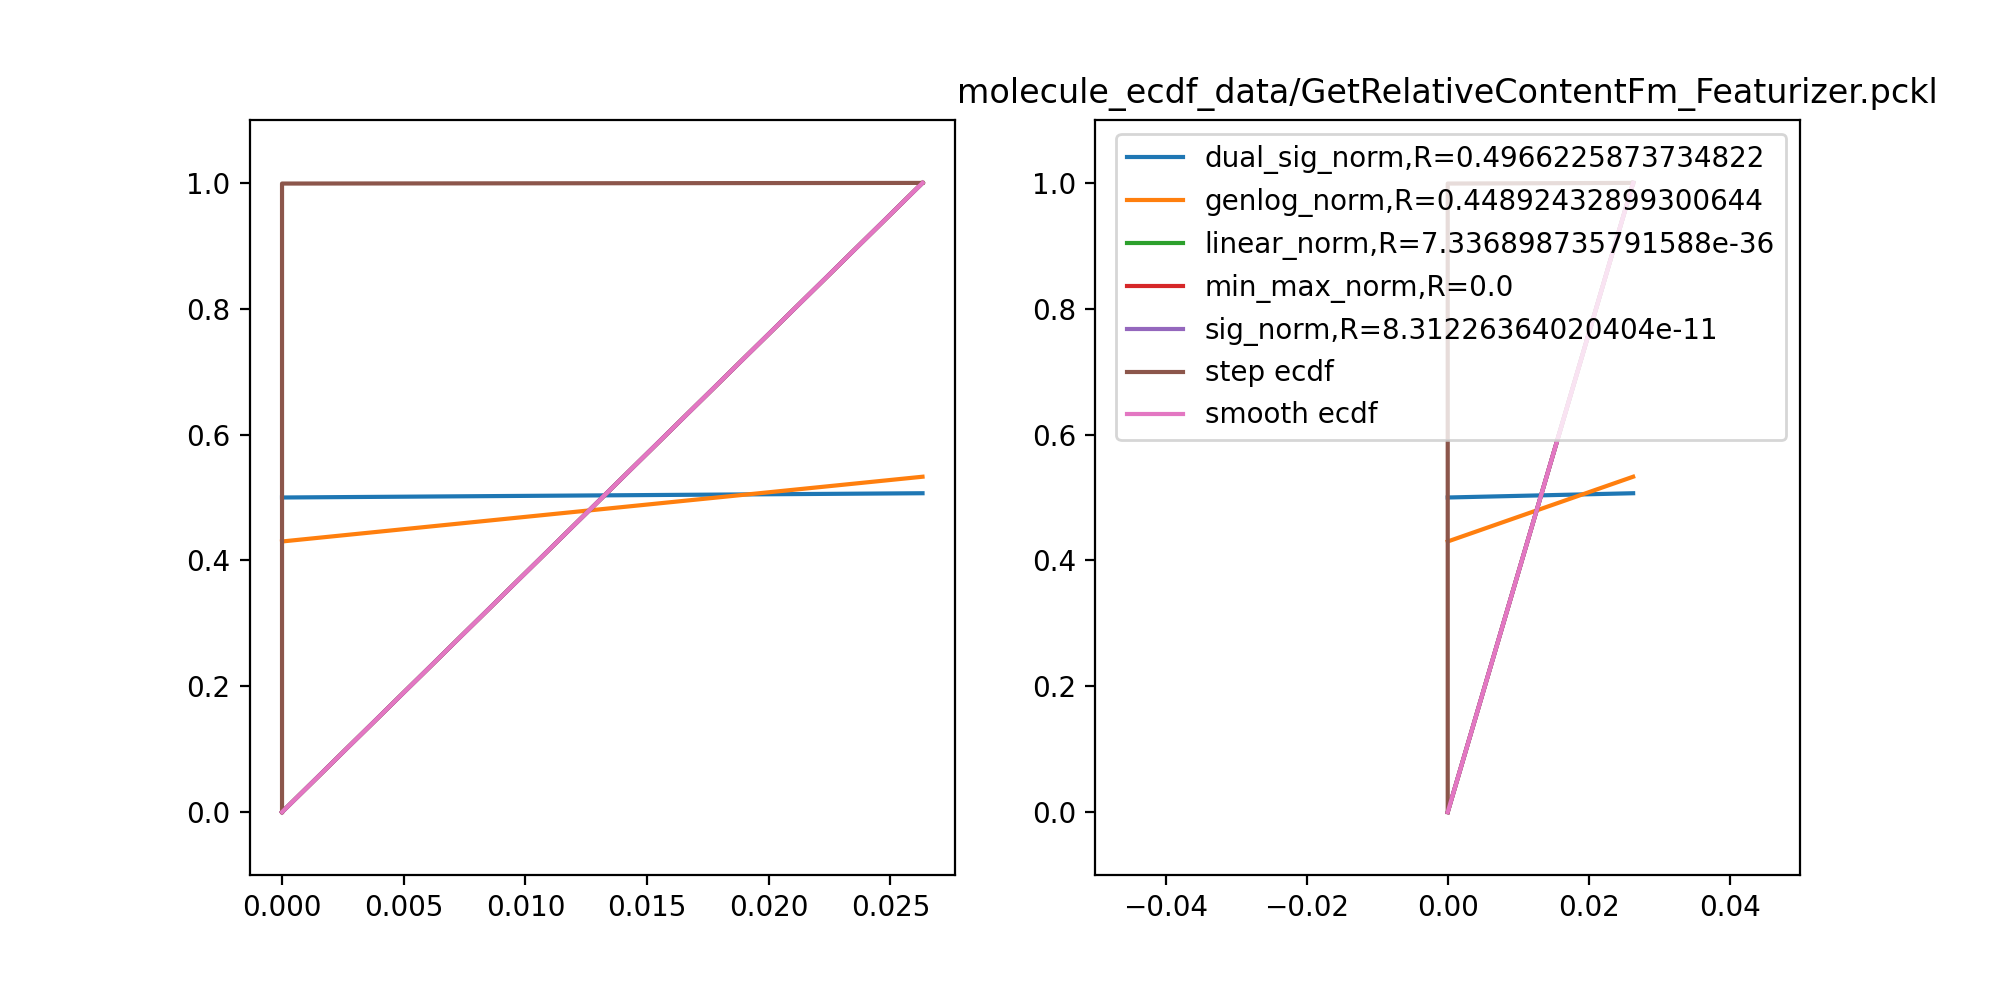 molecule_ecdf_data/GetRelativeContentFm_Featurizer.pckl
1.0
0.8
0.6
0.4
0.2
0.0
0.000 0.005 0.010 0.015 0.020 0.025
dual_sig_norm,R=0.4966225873734822
genlog_norm,R=0.44892432899300644
linear_norm,R=7.336898735791588e-36
min_max_norm,R=0.0
sig_norm,R=8.31226364020404e-11
step ecdf
smooth ecdf
1.0
0.8
0.6
0.4
0.2
0.0
−0.04 −0.02 0.00 0.02 0.04